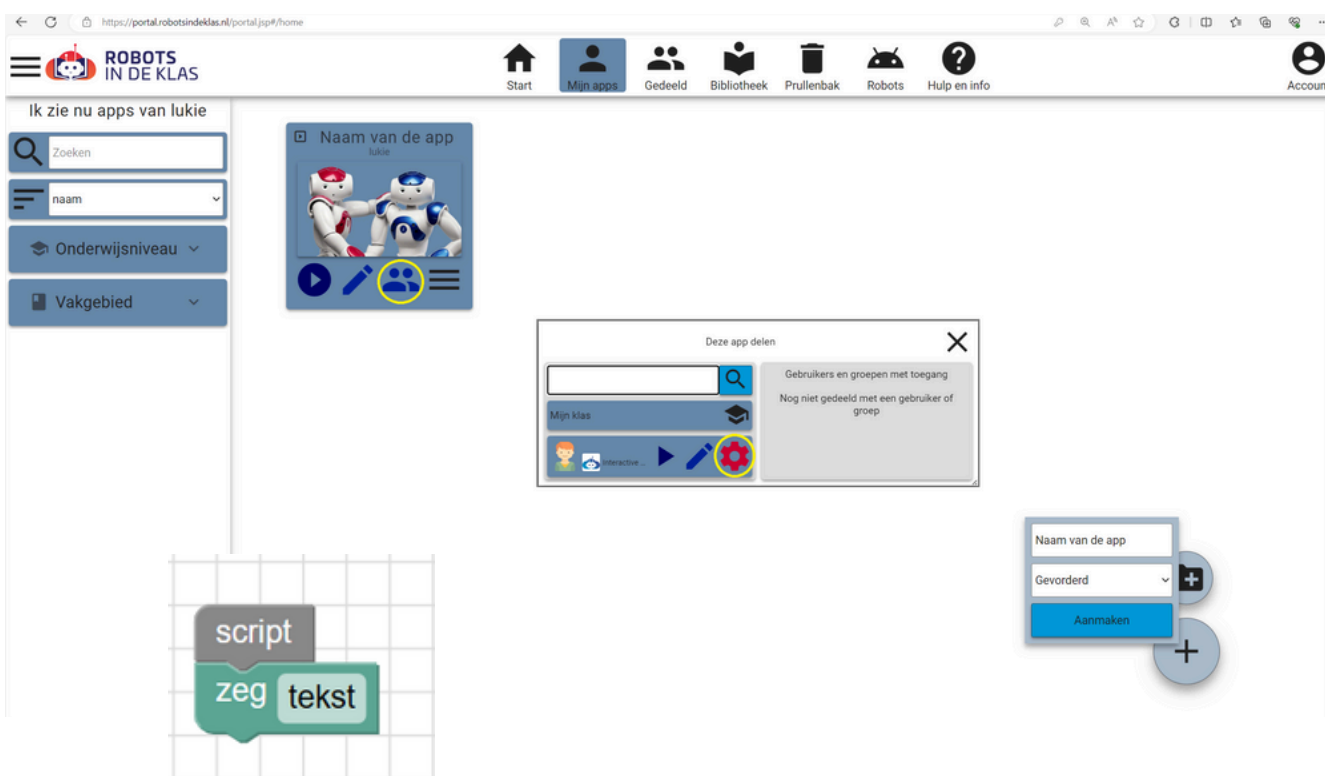 https://portal.robotsindeklas.nl/portal.jsp#/home
ROBOTS
IN DE KLAS
Start
Mijn apps
Gedeeld
Bibliotheek
Prullenbak
Robots
Hulp en info
Accoun
Ik zie nu apps van lukie
Zoeken
naam
Onderwijsniveau
Vakgebied
Naam van de app
lukie
Deze app delen
Mijn klas
Interactive ...
Gebruikers en groepen met toegang
Nog niet gedeeld met een gebruiker of
groep
Naam van de app
Gevorderd
Aanmaken
script
zeg tekst